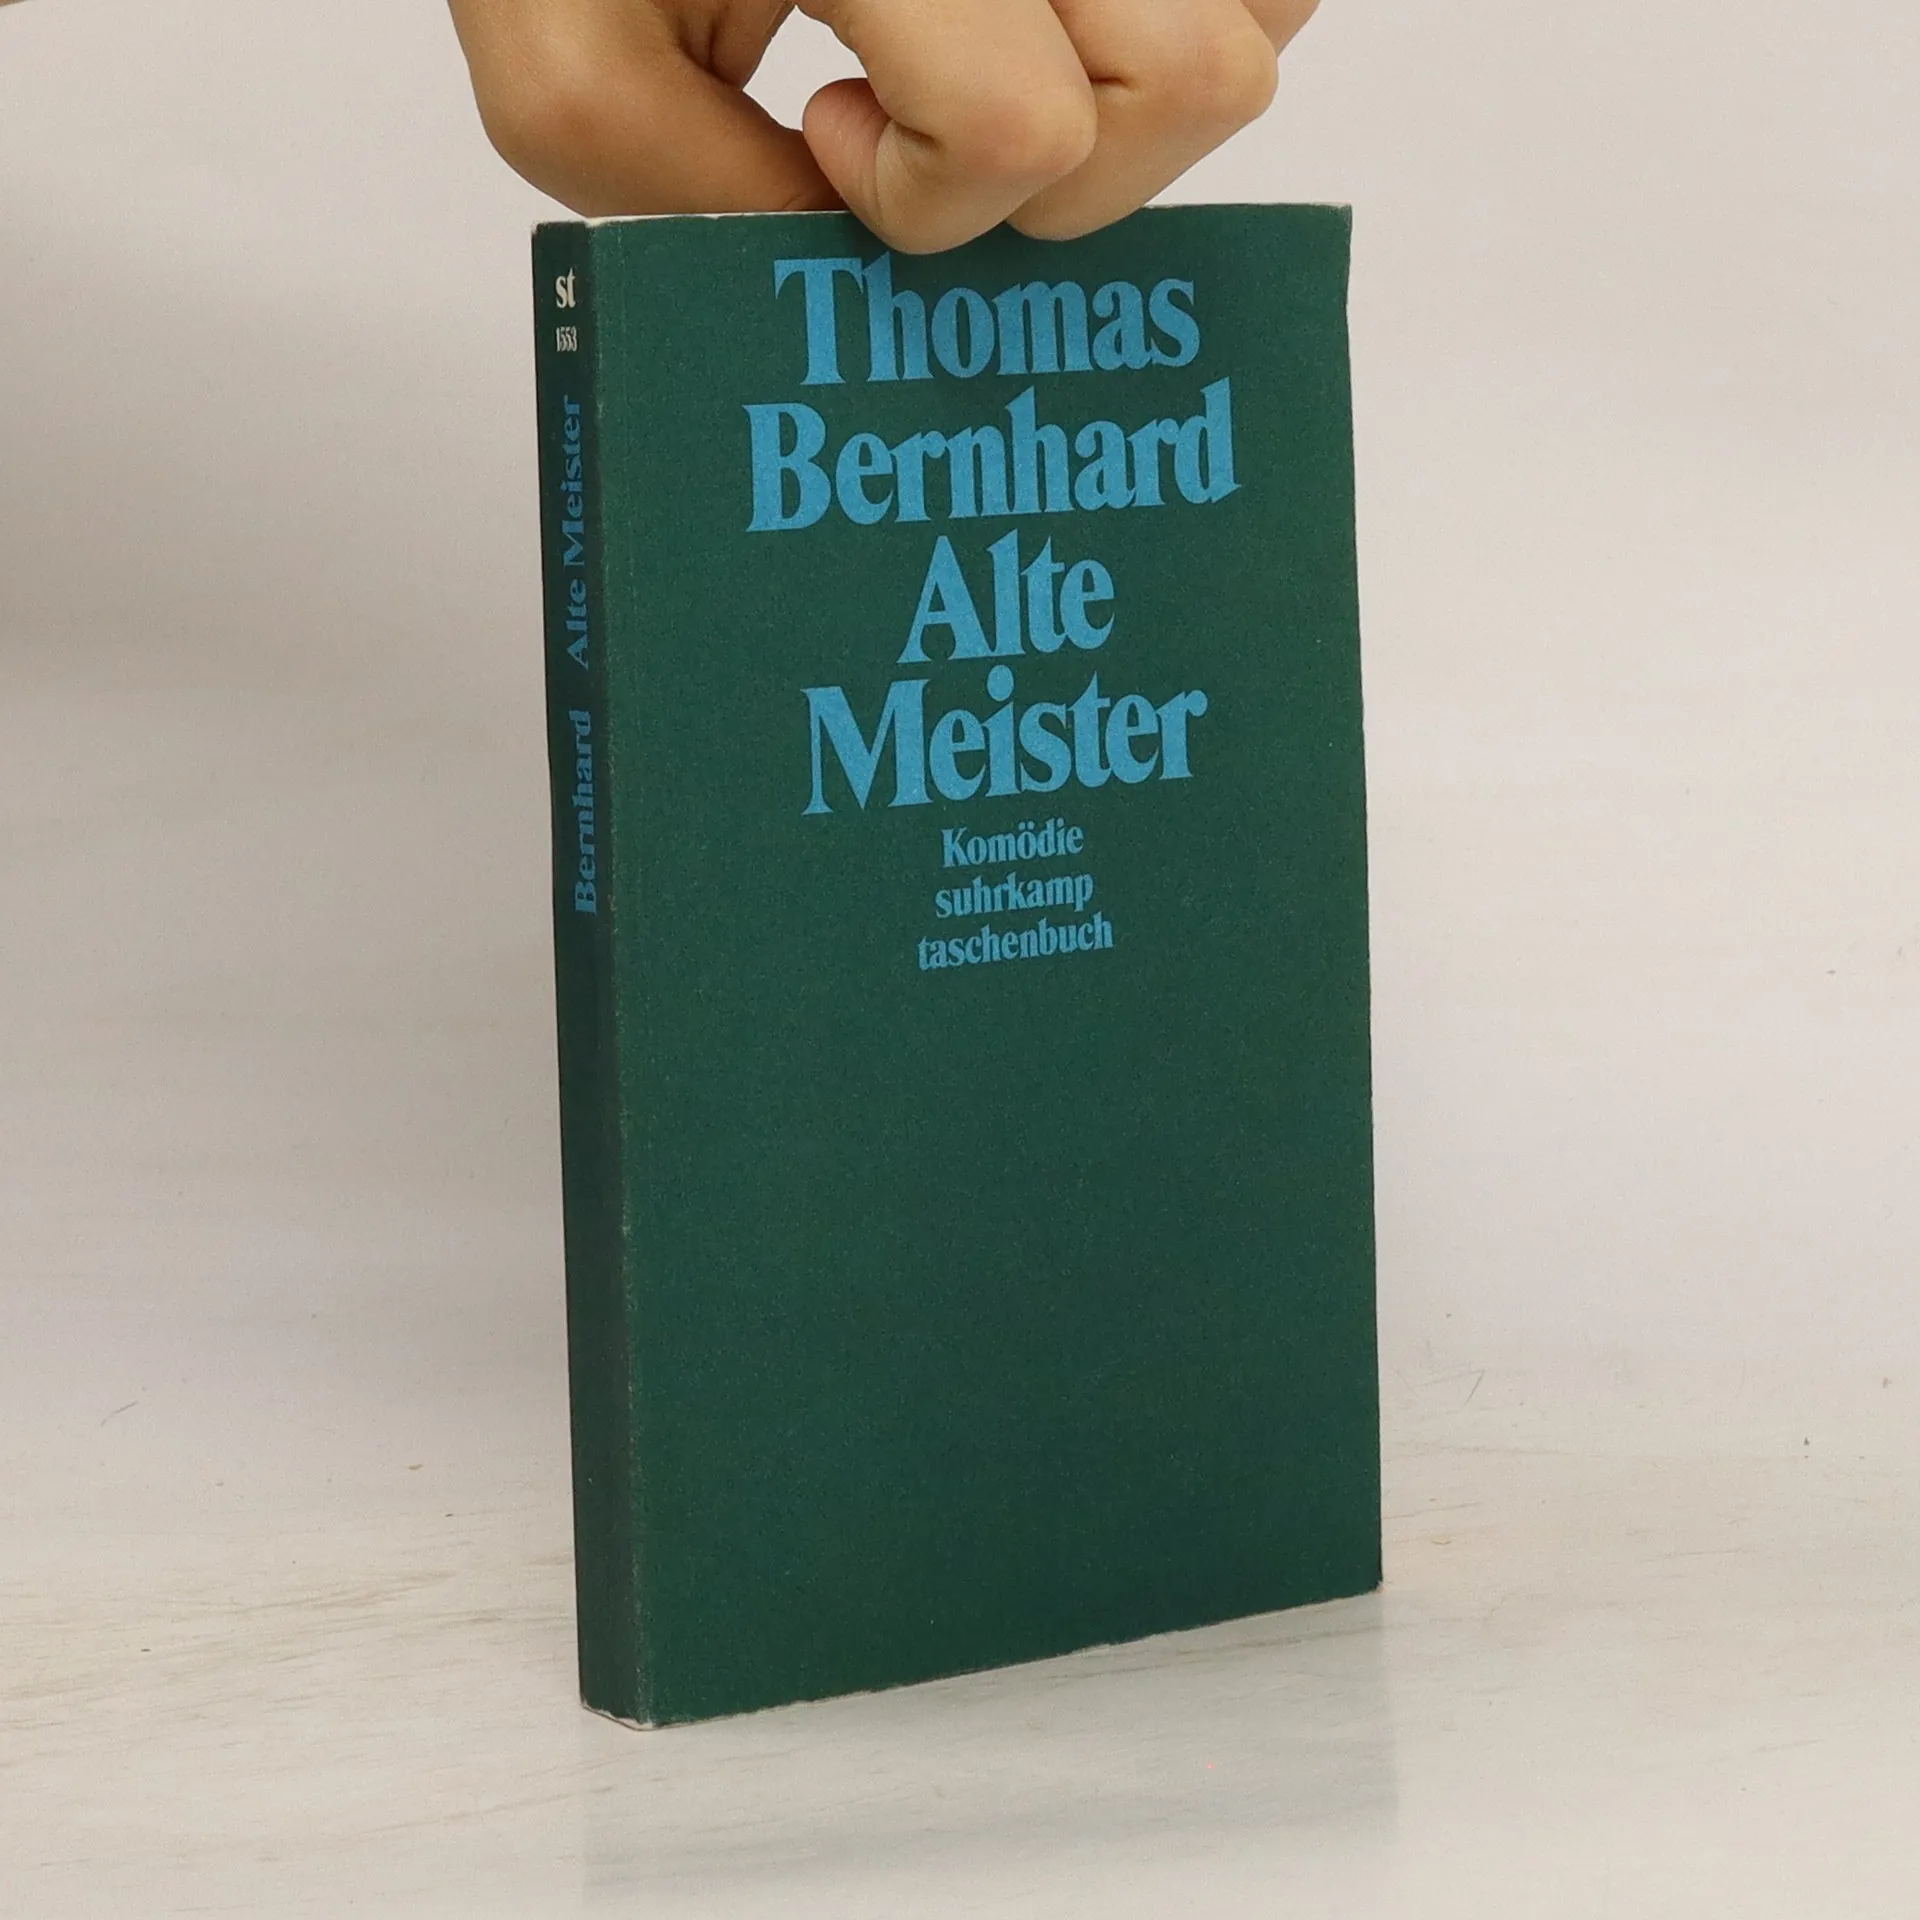 Thomas
Bernhard
Alte
Meister
Komödie
suhrkamp
taschenbuch
st
1553
Bernhard Alte Meister